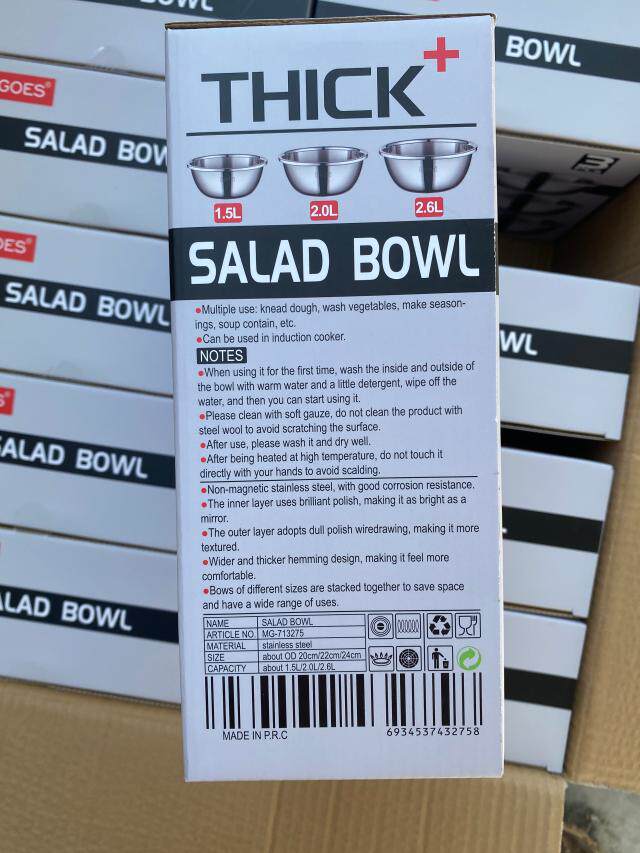 BOWL
GOES®
SALAD BOW
OES®
SALAD BOWL
S®
SALAD BOWL
LAD BOWL
BOWL
WL
THICK+
1.5L 2.0L 2.6L
SALAD BOWL
•Multiple use: knead dough, wash vegetables, make season-
ings, soup contain, etc.
•Can be used in induction cooker.
NOTES
•When using it for the first time, wash the inside and outside of
the bowl with warm water and a little detergent, wipe off the
water, and then you can start using it.
•Please clean with soft gauze, do not clean the product with
steel wool to avoid scratching the surface.
•After use, please wash it and dry well.
•After being heated at high temperature, do not touch it
directly with your hands to avoid scalding.
•Non-magnetic stainless steel, with good corrosion resistance.
•The inner layer uses brilliant polish, making it as bright as a
mirror.
•The outer layer adopts dull polish wiredrawing, making it more
textured.
•Wider and thicker hemming design, making it feel more
comfortable.
•Bows of different sizes are stacked together to save space
and have a wide range of uses.
NAME SALAD BOWL
ARTICLE NO. MG-713275
MATERIAL stainless steel
SIZE about OD 20cm/22cm/24cm
CAPACITY about 1.5L/2.0L/2.6L
MADE IN P.R.C
6934537432758